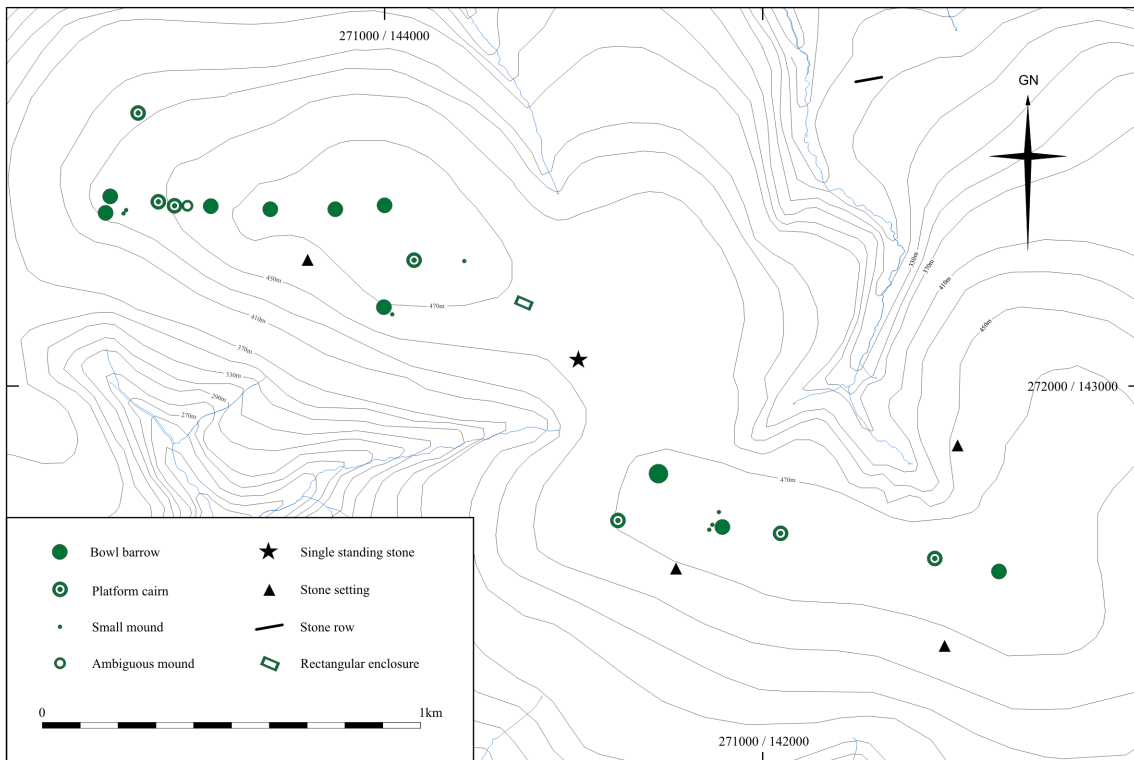 271000 / 144000
GN
330m
370m
410m
450m
450m
470m
410m
370m
330m
290m
270m
272000 / 143000
470m
Bowl barrow
Single standing stone
Platform cairn
Stone setting
Small mound
Stone row
Ambiguous mound
Rectangular enclosure
0
1km
271000 / 142000